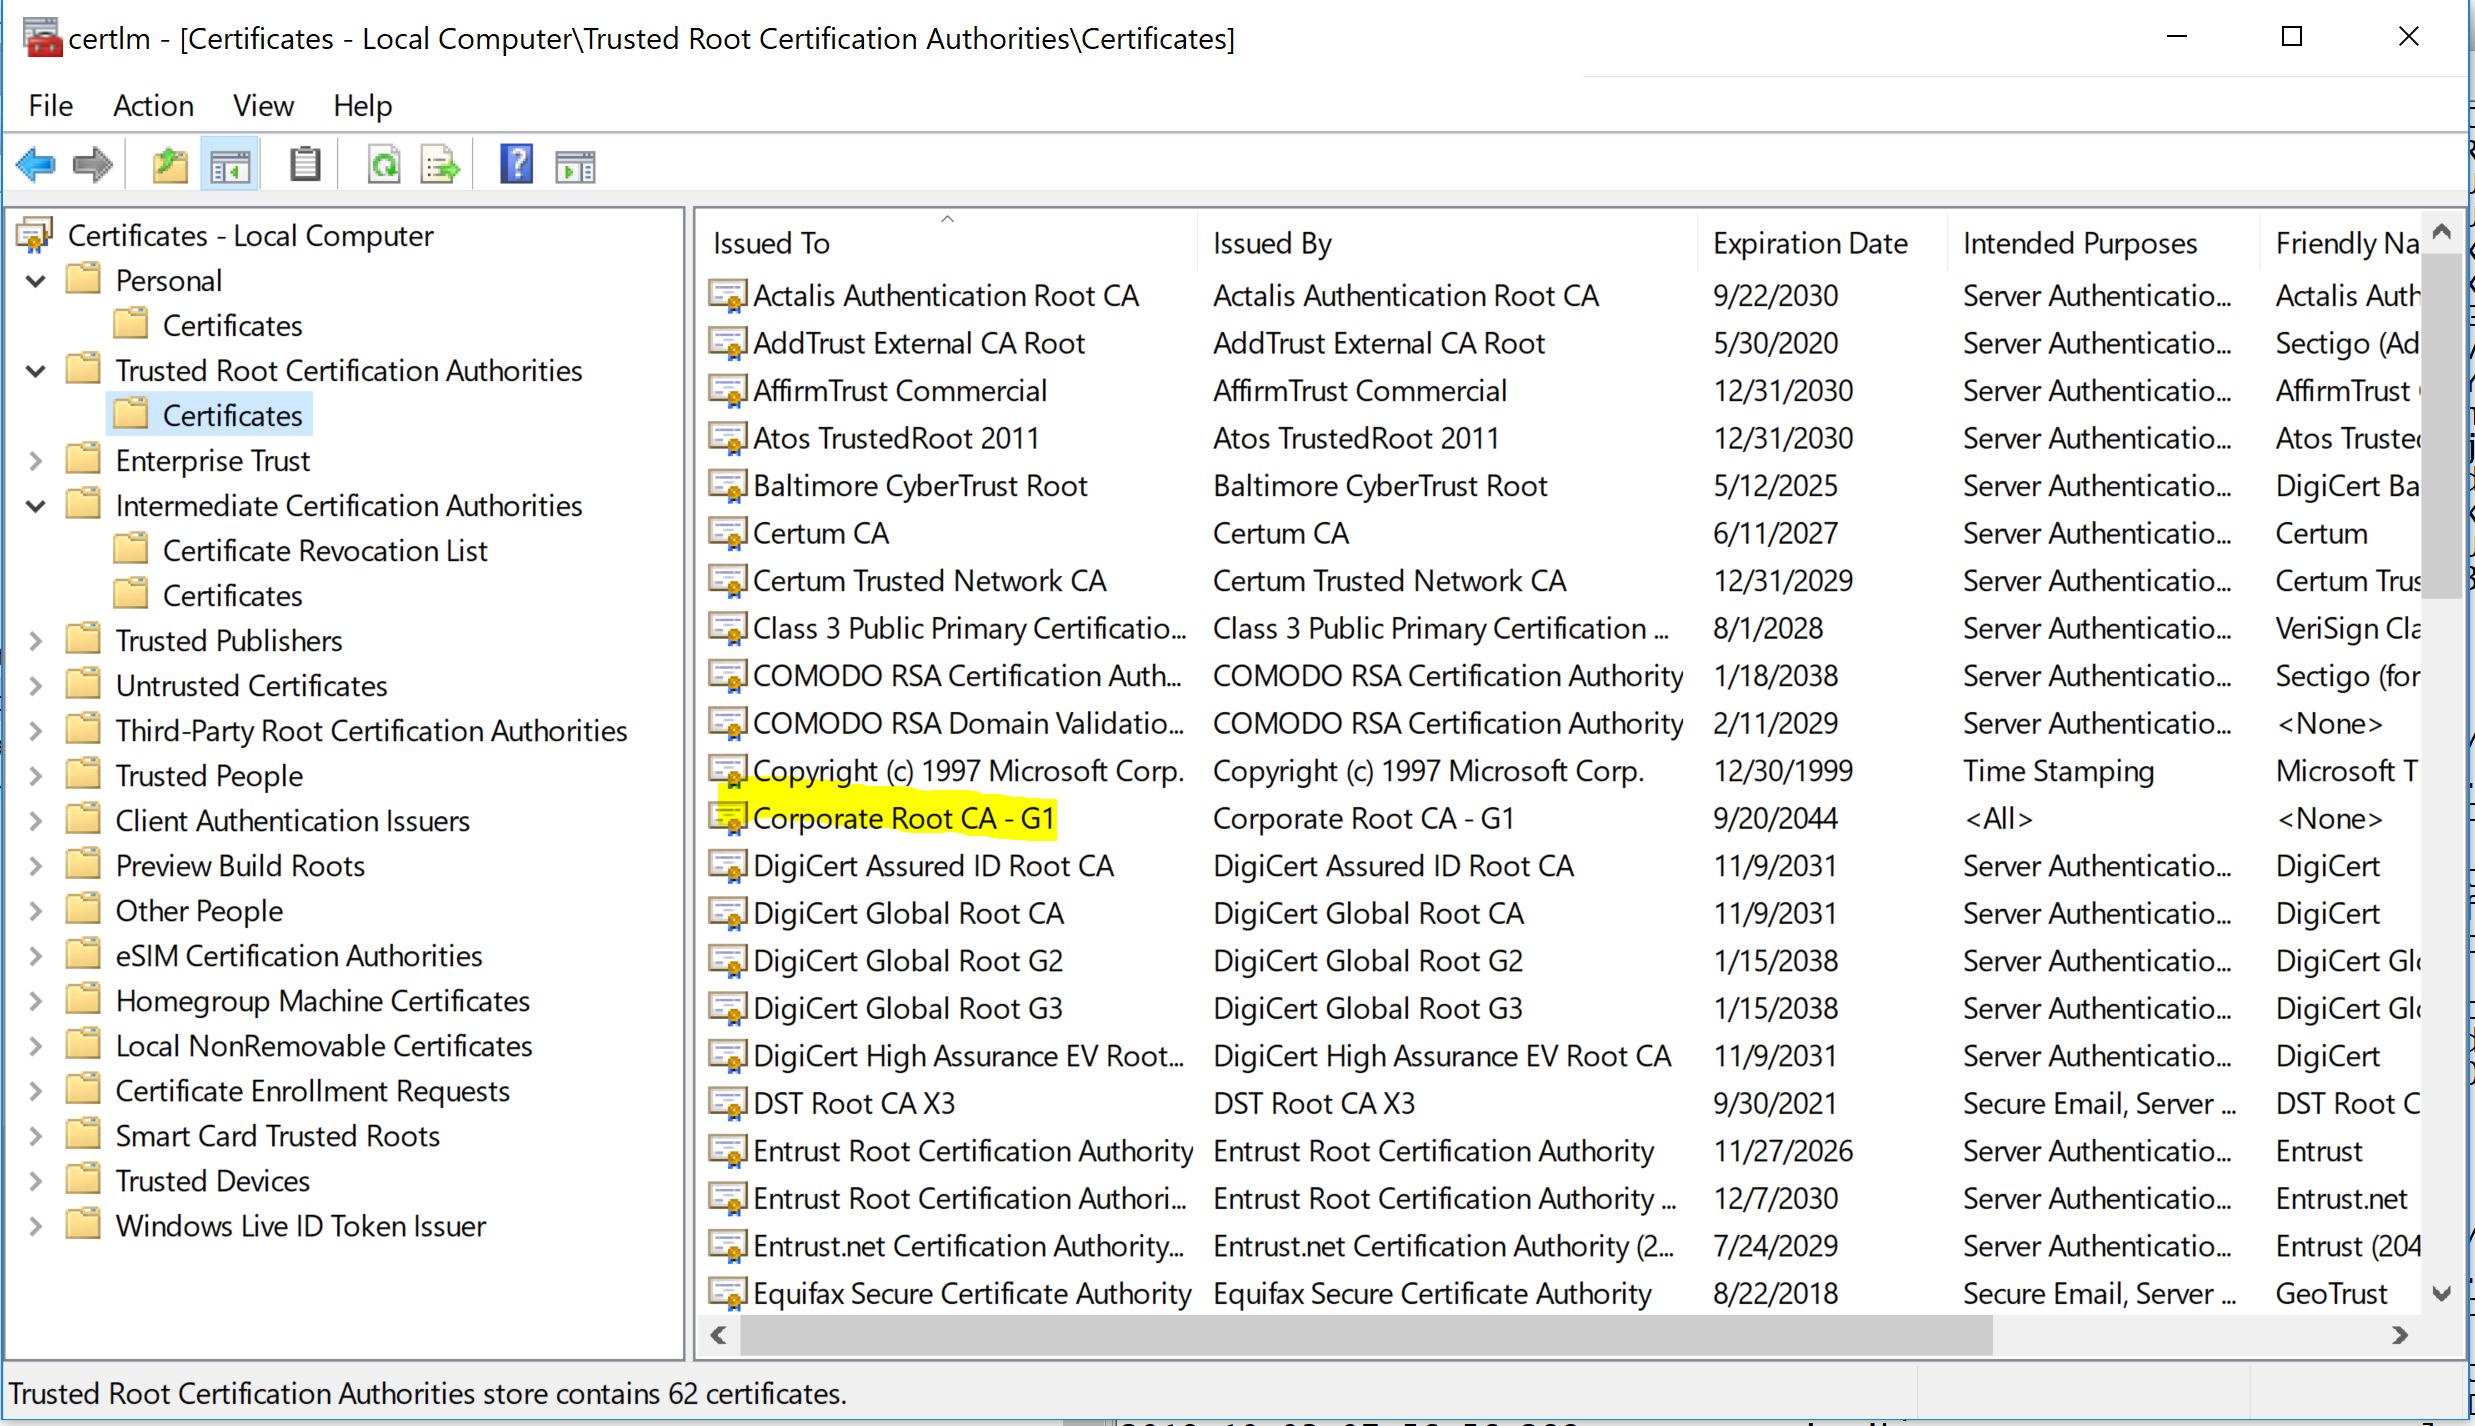 certlm - [Certificates - Local Computer\Trusted Root Certification Authorities\Certificates]
File Action View Help
Certificates - Local Computer
Personal
Certificates
Trusted Root Certification Authorities
Certificates
Enterprise Trust
Intermediate Certification Authorities
Certificate Revocation List
Certificates
Trusted Publishers
Untrusted Certificates
Third-Party Root Certification Authorities
Trusted People
Client Authentication Issuers
Preview Build Roots
Other People
eSIM Certification Authorities
Homegroup Machine Certificates
Local NonRemovable Certificates
Certificate Enrollment Requests
Smart Card Trusted Roots
Trusted Devices
Windows Live ID Token Issuer
Issued To Issued By Expiration Date Intended Purposes Friendly Na
Actalis Authentication Root CA Actalis Authentication Root CA 9/22/2030 Server Authenticatio... Actalis Auth
AddTrust External CA Root AddTrust External CA Root 5/30/2020 Server Authenticatio... Sectigo (Ad
AffirmTrust Commercial AffirmTrust Commercial 12/31/2030 Server Authenticatio... AffirmTrust
Atos TrustedRoot 2011 Atos TrustedRoot 2011 12/31/2030 Server Authenticatio... Atos Trusted
Baltimore CyberTrust Root Baltimore CyberTrust Root 5/12/2025 Server Authenticatio... DigiCert Ba
Certum CA Certum CA 6/11/2027 Server Authenticatio... Certum
Certum Trusted Network CA Certum Trusted Network CA 12/31/2029 Server Authenticatio... Certum Trus
Class 3 Public Primary Certificatio... Class 3 Public Primary Certification ... 8/1/2028 Server Authenticatio... VeriSign Cla
COMODO RSA Certification Auth... COMODO RSA Certification Authority 1/18/2038 Server Authenticatio... Sectigo (for
COMODO RSA Domain Validatio... COMODO RSA Certification Authority 2/11/2029 Server Authenticatio... <None>
Copyright (c) 1997 Microsoft Corp. Copyright (c) 1997 Microsoft Corp. 12/30/1999 Time Stamping Microsoft T
Corporate Root CA - G1 Corporate Root CA - G1 9/20/2044 <All> <None>
DigiCert Assured ID Root CA DigiCert Assured ID Root CA 11/9/2031 Server Authenticatio... DigiCert
DigiCert Global Root CA DigiCert Global Root CA 11/9/2031 Server Authenticatio... DigiCert
DigiCert Global Root G2 DigiCert Global Root G2 1/15/2038 Server Authenticatio... DigiCert Glo
DigiCert Global Root G3 DigiCert Global Root G3 1/15/2038 Server Authenticatio... DigiCert Glo
DigiCert High Assurance EV Root... DigiCert High Assurance EV Root CA 11/9/2031 Server Authenticatio... DigiCert
DST Root CA X3 DST Root CA X3 9/30/2021 Secure Email, Server ... DST Root C
Entrust Root Certification Authority Entrust Root Certification Authority 11/27/2026 Server Authenticatio... Entrust
Entrust Root Certification Authori... Entrust Root Certification Authority ... 12/7/2030 Server Authenticatio... Entrust.net
Entrust.net Certification Authority... Entrust.net Certification Authority (2... 7/24/2029 Server Authenticatio... Entrust (204
Equifax Secure Certificate Authority Equifax Secure Certificate Authority 8/22/2018 Secure Email, Server ... GeoTrust
Trusted Root Certification Authorities store contains 62 certificates.